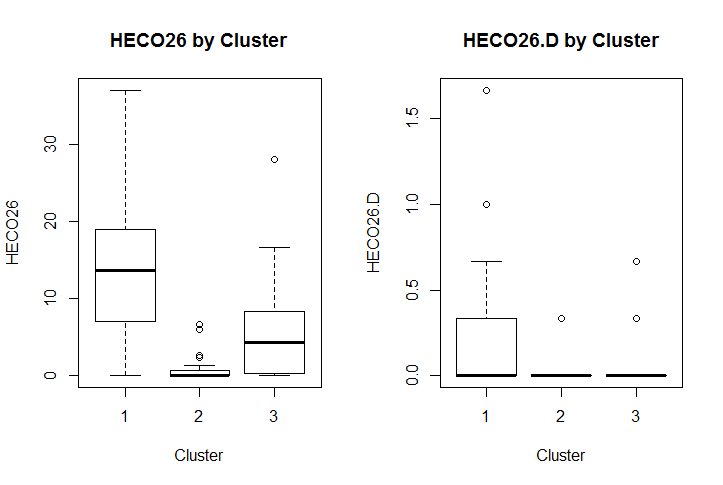 HECO26 by Cluster
HECO26
0
10
20
30
1 2 3
Cluster
HECO26.D by Cluster
HECO26.D
0.0
0.5
1.0
1.5
1 2 3
Cluster